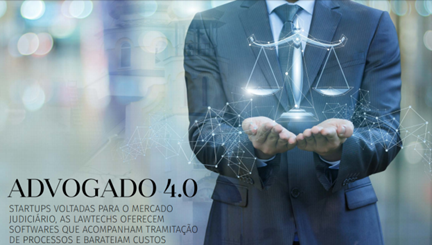 ADVOGADO 4.0
STARTUPS VOLTADAS PARA O MERCADO
JUDICIÁRIO, AS LAWTECHS OFERECEM
SOFTWARES QUE ACOMPANHAM TRAMITAÇÃO
DE PROCESSOS E BARATEIAM CUSTOS